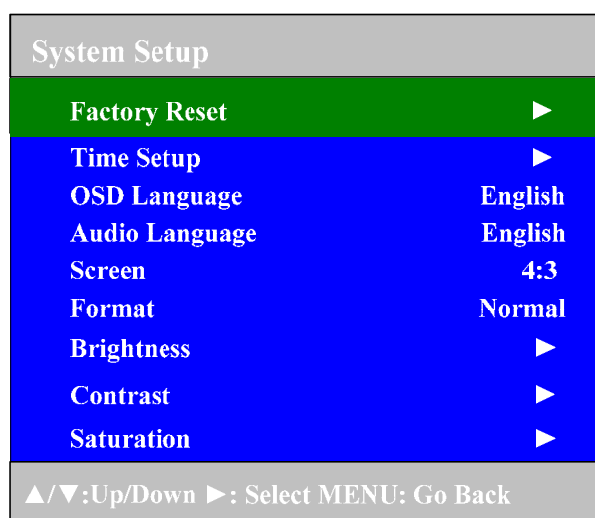 System Setup
Factory Reset ►
Time Setup ►
OSD Language English
Audio Language English
Screen 4:3
Format Normal
Brightness ►
Contrast ►
Saturation ►
▲/▼:Up/Down ►: Select MENU: Go Back